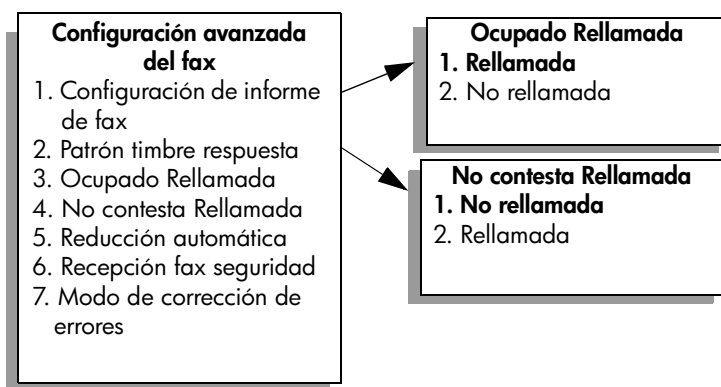 Configuración avanzada
del fax
1. Configuración de informe
de fax
2. Patrón timbre respuesta
3. Ocupado Rellamada
4. No contesta Rellamada
5. Reducción automática
6. Recepción fax seguridad
7. Modo de corrección de
errores
Ocupado Rellamada
1. Rellamada
2. No rellamada
No contesta Rellamada
1. No rellamada
2. Rellamada